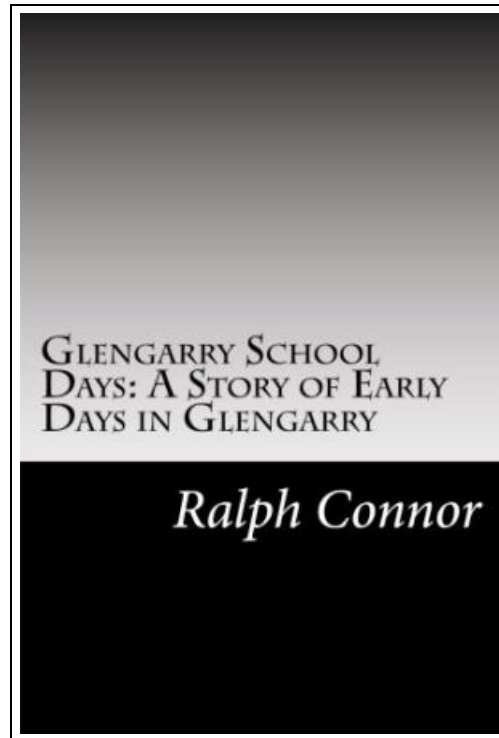 Glengarry School
Days: A Story of Early
Days in Glengarry
Ralph Connor